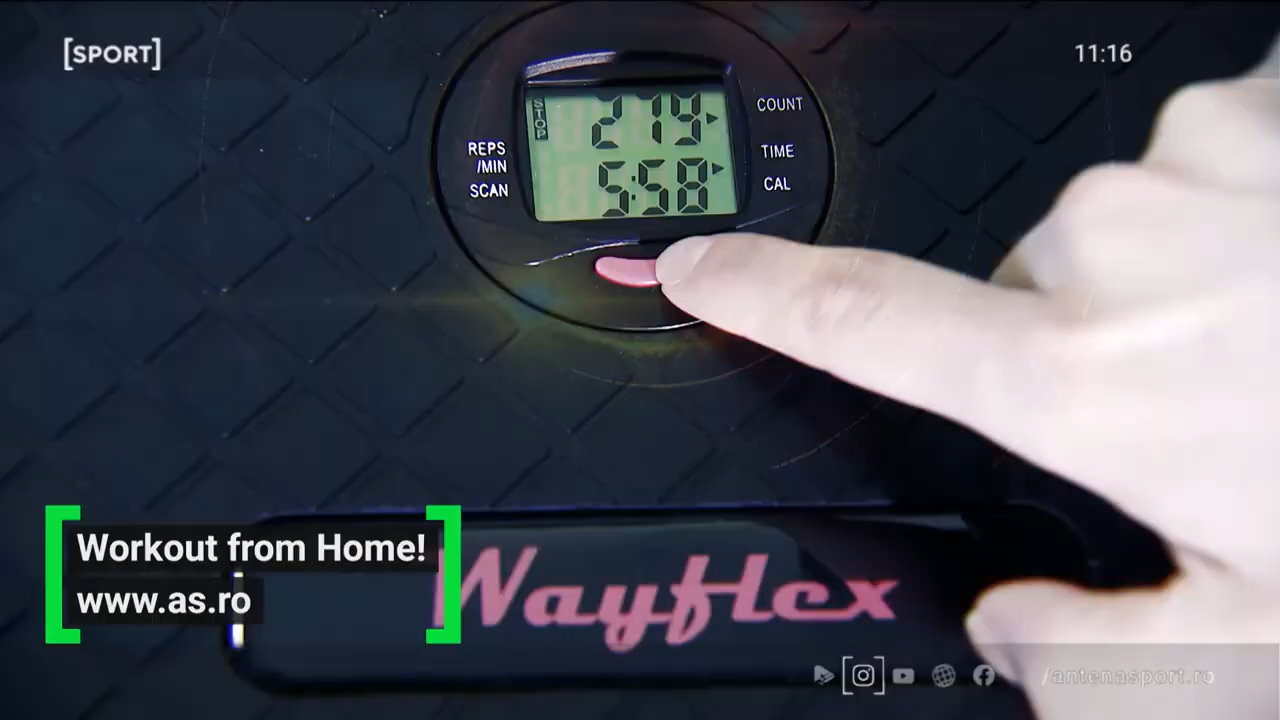 [SPORT]
11:16
STOP
219
5:58
REPS
/MIN
SCAN
COUNT
TIME
CAL
Workout from Home!
www.as.ro
Wayflex
/antenasport.ro